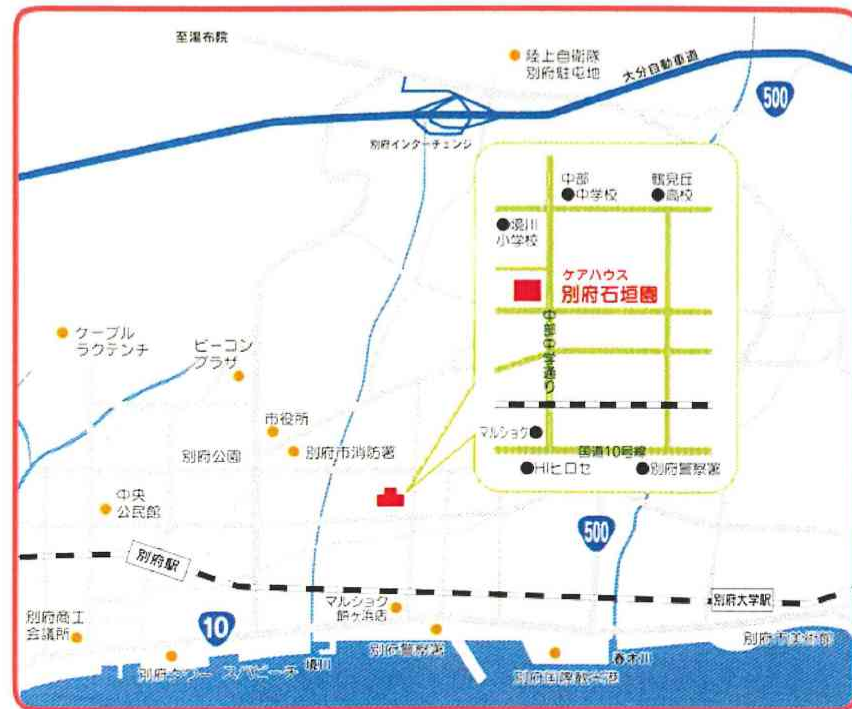 至湯布院
陸上自衛隊
別府駐屯地
大分自動車道
500
別府インターチェンジ
中部
中学校
鶴見丘
高校
境川
小学校
ケアハウス
別府石垣園
中部中学通り
マルショク
国道10号線
HIヒロセ
別府警察署
ケーブル
ラクテンチ
ビーコン
プラザ
市役所
別府公園
別府市消防署
中央
公民館
500
別府駅
別府大学駅
別府商工
会議所
10
マルショク
餅ヶ浜店
別府警察署
別府市美術館
別府タワー
スパビーチ
境川
別府国際観光港
春木川